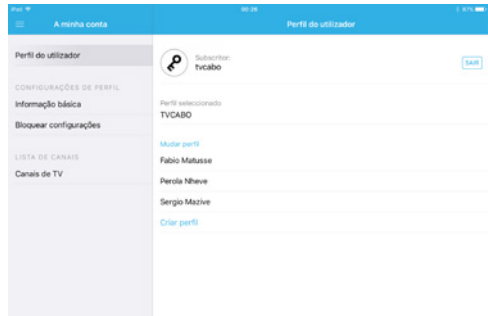 iPad
00:26
87%
A minha conta
Perfil do utilizador
Perfil do utilizador
CONFIGURAÇÕES DE PERFIL
Informação básica
Bloquear configurações
LISTA DE CANAIS
Canais de TV
Subscritor:
tvcabo
SAIR
Perfil seleccionado
TVCABO
Mudar perfil
Fabio Matusse
Perola Nheve
Sergio Mazive
Criar perfil